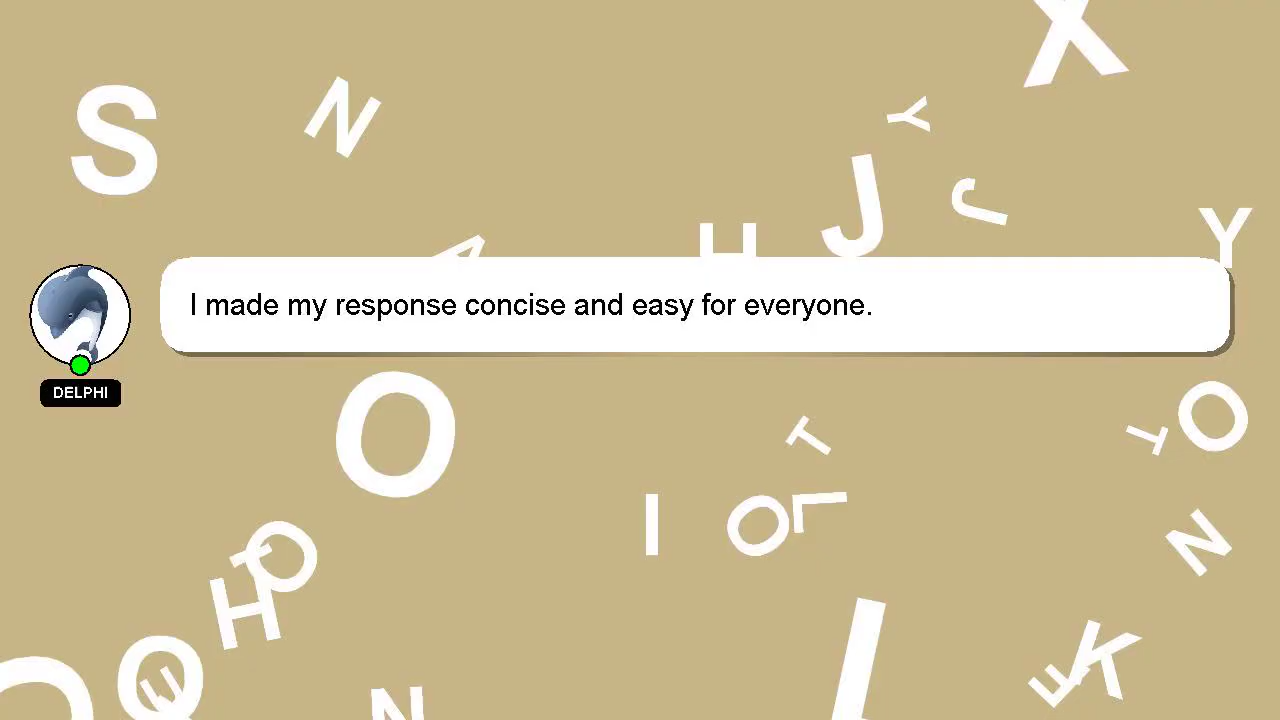 X
S
N
Y
J
J
Y
A
H
I made my response concise and easy for everyone.
DELPHI
O
T
T
O
I
O
L
N
O
T
H
K
E
Q
N